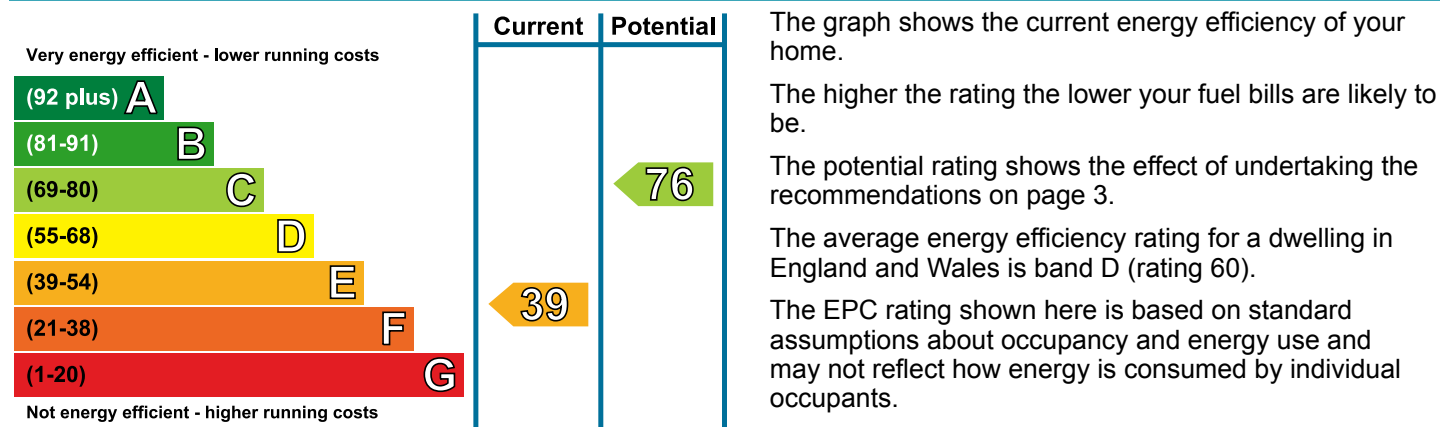 Current Potential
Very energy efficient - lower running costs
(92 plus) A
(81-91) B
(69-80) C
76
(55-68) D
(39-54) E
39
(21-38) F
(1-20) G
Not energy efficient - higher running costs
The graph shows the current energy efficiency of your
home.
The higher the rating the lower your fuel bills are likely to
be.
The potential rating shows the effect of undertaking the
recommendations on page 3.
The average energy efficiency rating for a dwelling in
England and Wales is band D (rating 60).
The EPC rating shown here is based on standard
assumptions about occupancy and energy use and
may not reflect how energy is consumed by individual
occupants.